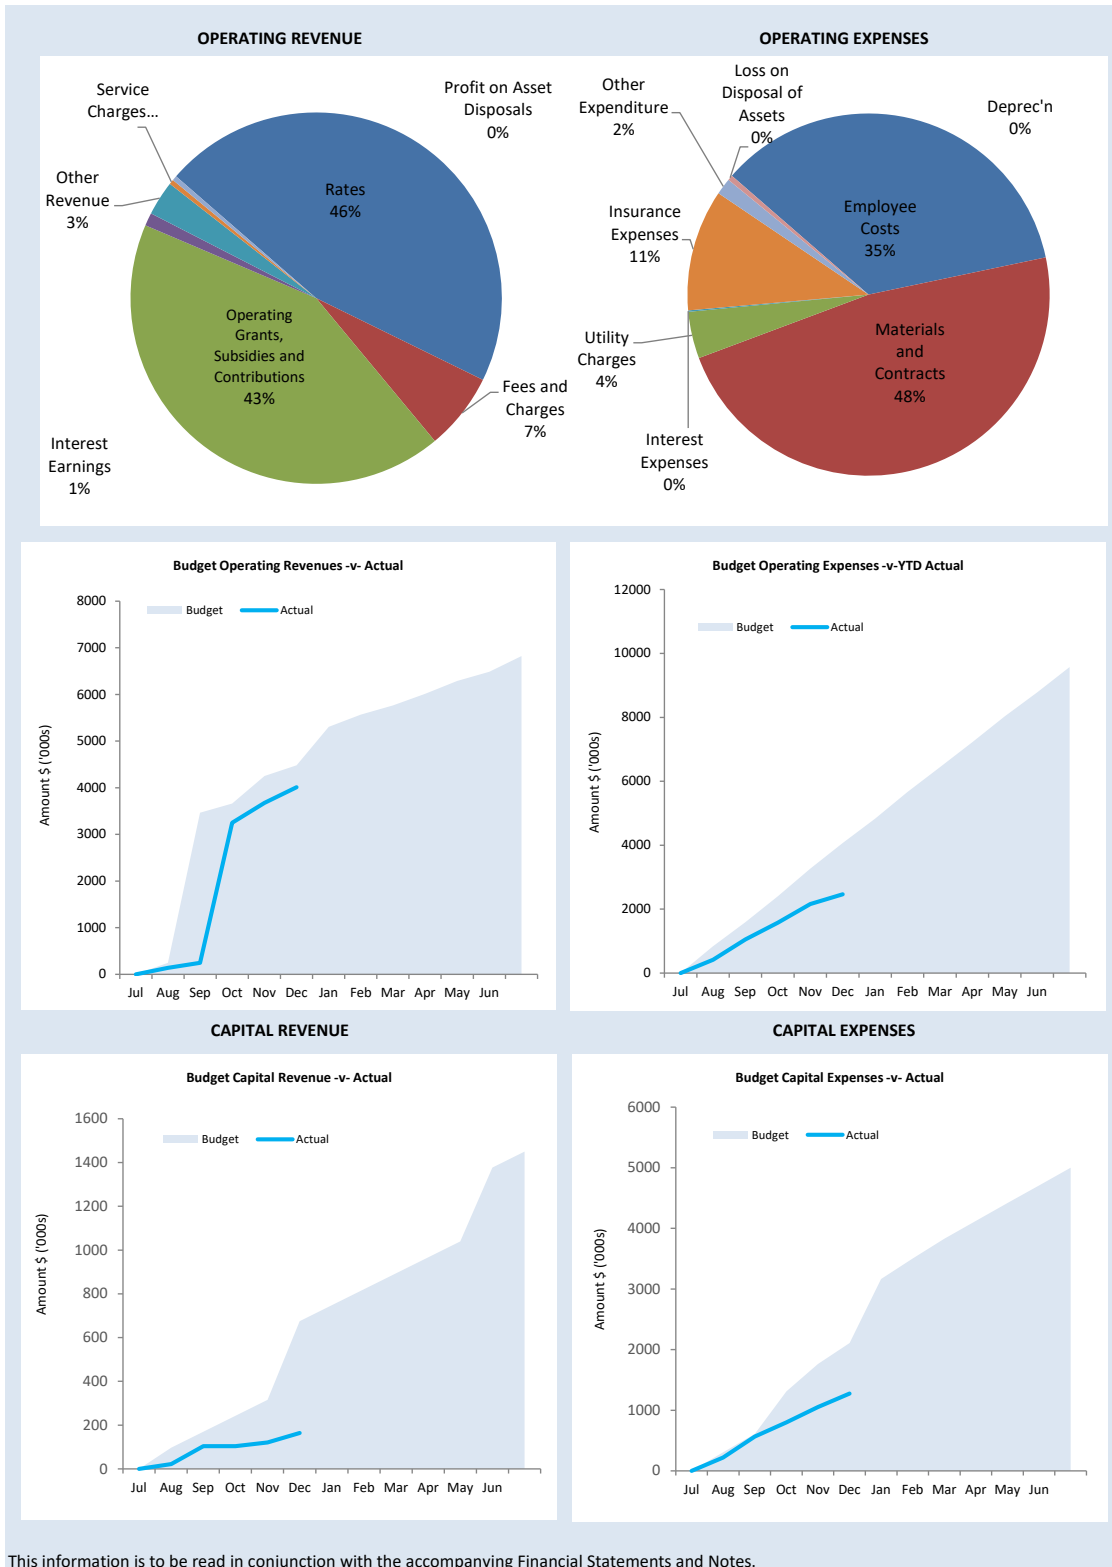 OPERATING REVENUE
OPERATING EXPENSES
Service
Charges...
Profit on Asset
Disposals
0%
Other
Revenue
3%
Rates
46%
Operating
Grants,
Subsidies and
Contributions
43%
Fees and
Charges
7%
Interest
Earnings
1%
Other
Expenditure
2%
Loss on
Disposal of
Assets
0%
Deprec'n
0%
Insurance
Expenses
11%
Employee
Costs
35%
Utility
Charges
4%
Materials
and
Contracts
48%
Interest
Expenses
0%
Budget Operating Revenues -v- Actual
Budget
Actual
Amount $ ('000s)
8000
7000
6000
5000
4000
3000
2000
1000
0
Jul Aug Sep Oct Nov Dec Jan Feb Mar Apr May Jun
Budget Operating Expenses -v-YTD Actual
Budget
Actual
Amount $ ('000s)
12000
10000
8000
6000
4000
2000
0
Jul Aug Sep Oct Nov Dec Jan Feb Mar Apr May Jun
CAPITAL REVENUE
CAPITAL EXPENSES
Budget Capital Revenue -v- Actual
Budget
Actual
Amount $ ('000s)
1600
1400
1200
1000
800
600
400
200
0
Jul Aug Sep Oct Nov Dec Jan Feb Mar Apr May Jun
Budget Capital Expenses -v- Actual
Budget
Actual
Amount $ ('000s)
6000
5000
4000
3000
2000
1000
0
Jul Aug Sep Oct Nov Dec Jan Feb Mar Apr May Jun
This information is to be read in conjunction with the accompanying Financial Statements and Notes.